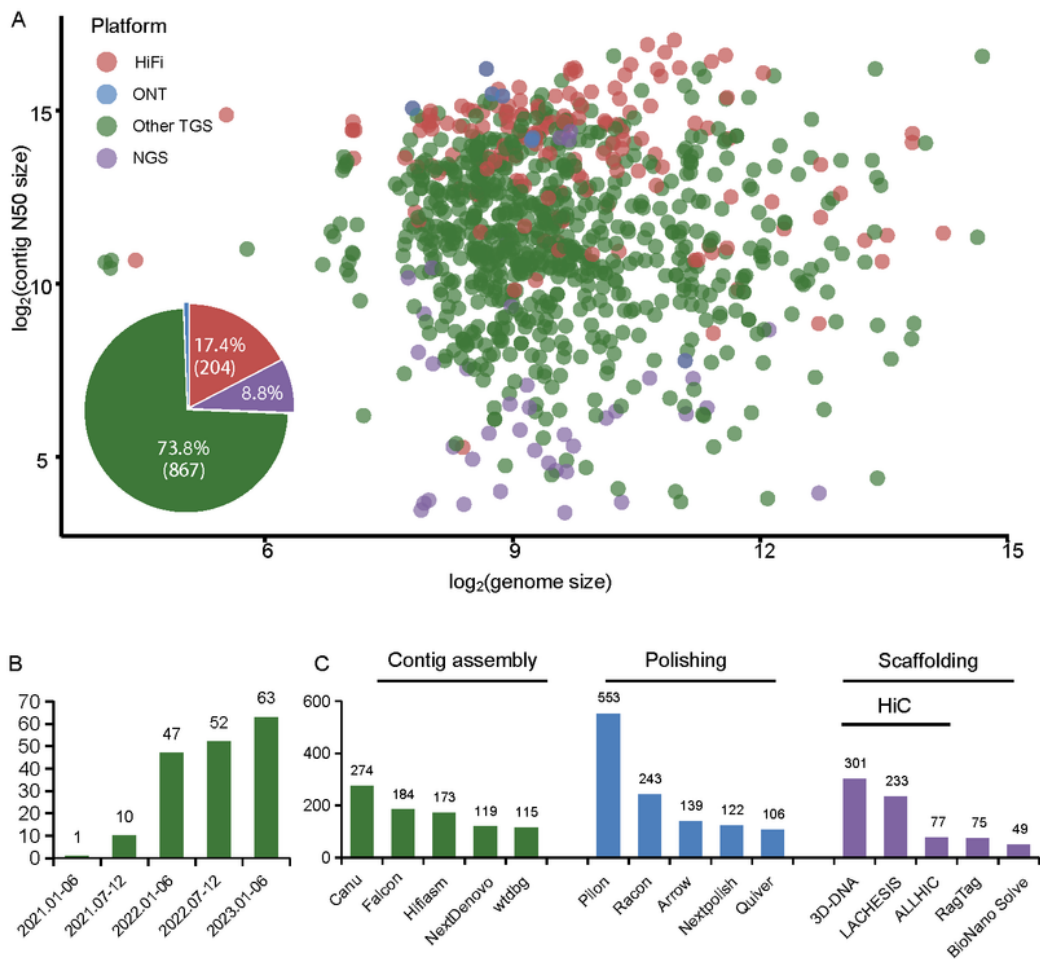 A
Platform
HiFi
ONT
Other TGS
NGS
log₂(contig N50 size)
15
10
5
17.4%
(204)
8.8%
73.8%
(867)
6
9
12
15
log₂(genome size)
B
70
60
50
40
30
20
10
0
1
10
47
52
63
2021.01-06
2021.07-12
2022.01-06
2022.07-12
2023.01-06
C
Contig assembly
Polishing
Scaffolding
HiC
600
400
200
0
274
184
173
119
115
553
243
139
122
106
301
233
77
75
49
Canu
Falcon
Hifiasm
NextDenovo
wtdbg
Pilon
Racon
Arrow
Nextpolish
Quiver
3D-DNA
LACHESIS
ALLHIC
RagTag
BioNano Solve